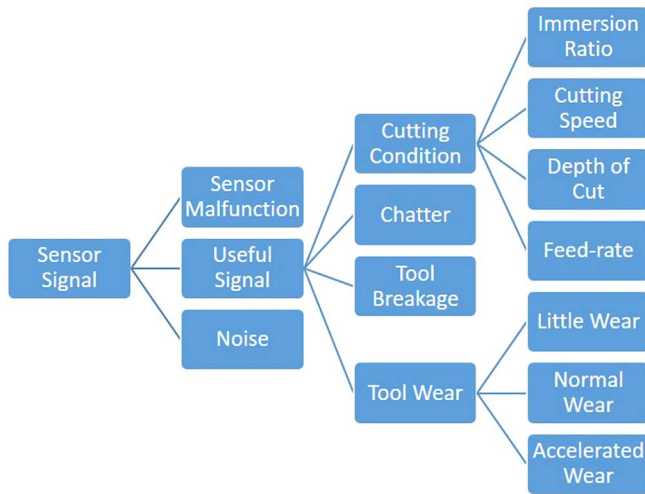 Sensor
Signal
Sensor
Malfunction
Useful
Signal
Noise
Cutting
Condition
Chatter
Tool
Breakage
Tool Wear
Immersion
Ratio
Cutting
Speed
Depth of
Cut
Feed-rate
Little Wear
Normal
Wear
Accelerated
Wear